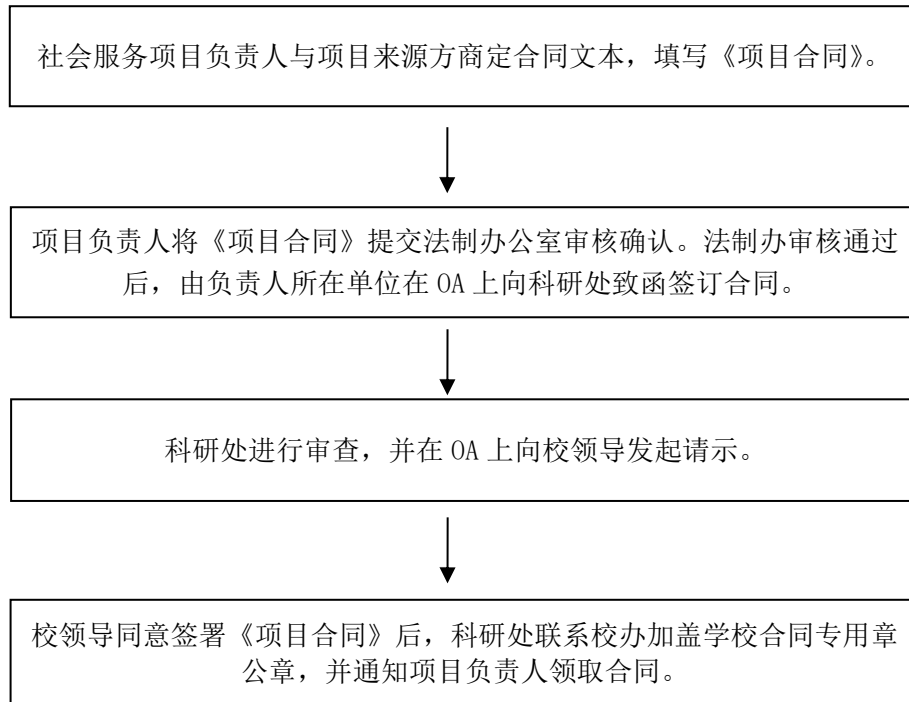 社会服务项目负责人与项目来源方商定合同文本，填写《项目合同》。
项目负责人将《项目合同》提交法制办公室审核确认。法制办审核通过
后，由负责人所在单位在 OA 上向科研处致函签订合同。
科研处进行审查，并在 OA 上向校领导发起请示。
校领导同意签署《项目合同》后，科研处联系校办加盖学校合同专用章
公章，并通知项目负责人领取合同。